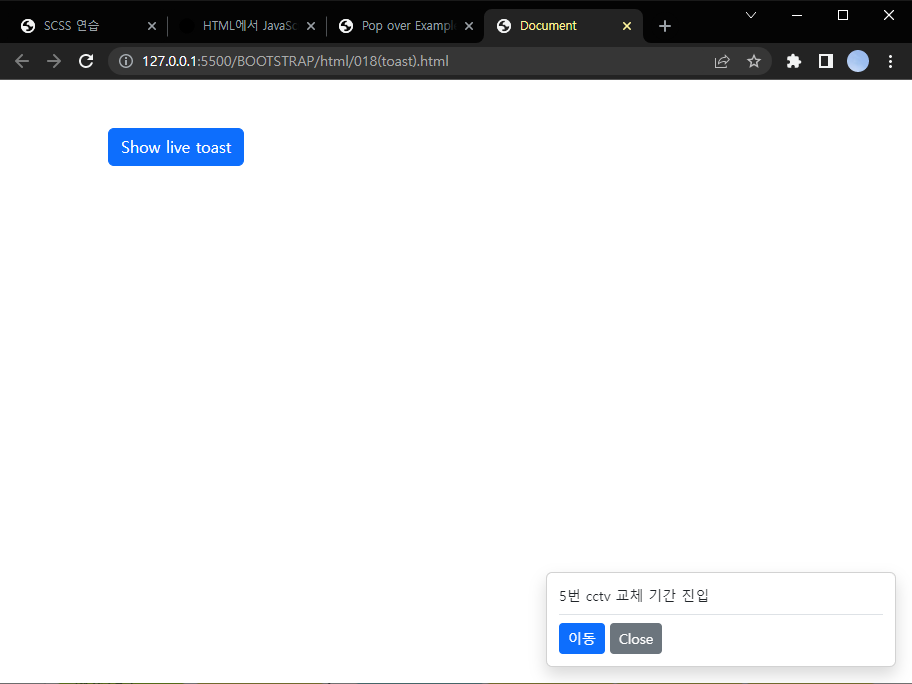 SCSS 연습
HTML에서 JavaSc
Pop over Example
Document
127.0.0.1:5500/BOOTSTRAP/html/018(toast).html
Show live toast
5번 cctv 교체 기간 진입
이동
Close